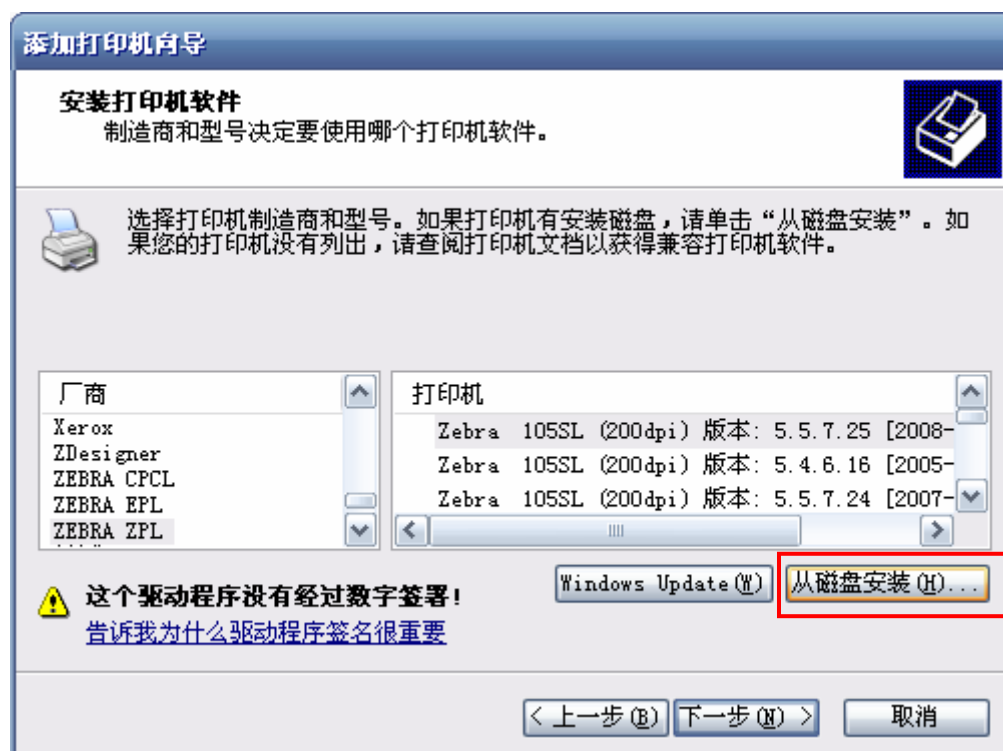 添加打印机向导
安装打印机软件
制造商和型号决定要使用哪个打印机软件。
选择打印机制造商和型号。如果打印机有安装磁盘，请单击“从磁盘安装”。如
果您的打印机没有列出，请查阅打印机文档以获得兼容打印机软件。
厂商
Xerox
ZDesigner
ZEBRA CPCL
ZEBRA EPL
ZEBRA ZPL
打印机
Zebra 105SL (200dpi) 版本: 5.5.7.25 [2008-
Zebra 105SL (200dpi) 版本: 5.4.6.16 [2005-
Zebra 105SL (200dpi) 版本: 5.5.7.24 [2007-
这个驱动程序没有经过数字签署!
告诉我为什么驱动程序签名很重要
Windows Update(W)
从磁盘安装(H)...
< 上一步(B)
下一步(N) >
取消